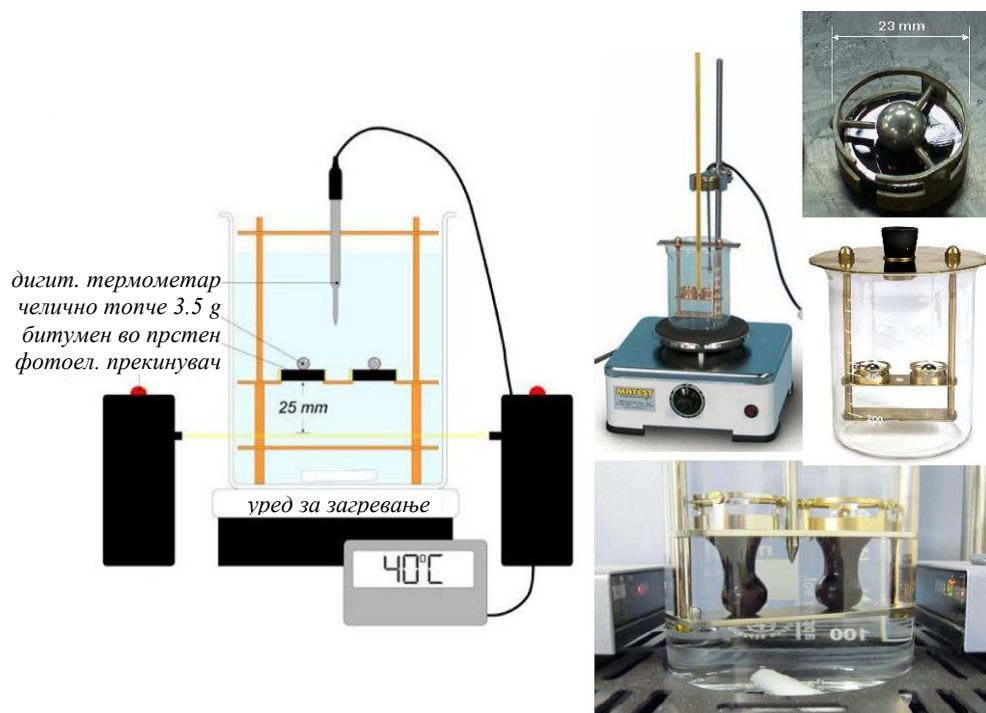 дигит. термометар
челично топче 3.5 g
битумен во прстен
фотоел. прекинувач
25 mm
уред за загревање
40°C
23 mm
MATEST
200
100